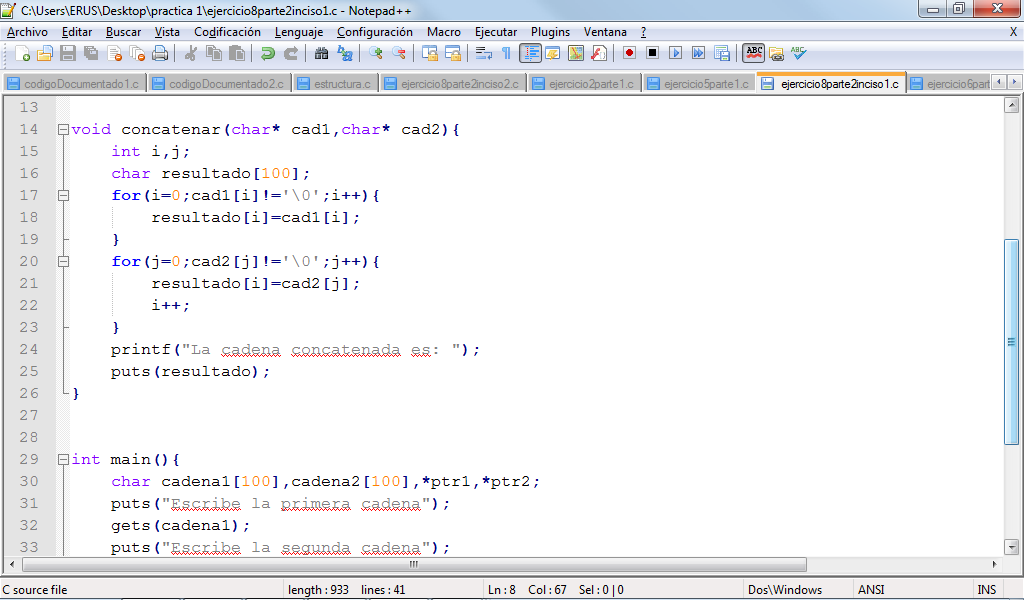 C:\Users\ERUS\Desktop\practica 1\ejercicio8parte2inciso1.c - Notepad++
Archivo Editar Buscar Vista Codificación Lenguaje Configuración Macro Ejecutar Plugins Ventana ? X
ABC ABC
codigoDocumentado1.c codigoDocumentado2.c estructura.c ejercicio8parte2inciso2.c ejercicio2parte1.c ejercicio5parte1.c ejercicio8parte2inciso1.c ejercicio6part
13
14 void concatenar(char* cad1,char* cad2){
15 int i,j;
16 char resultado[100];
17 for(i=0;cad1[i]!='\0';i++){
18 resultado[i]=cad1[i];
19 }
20 for(j=0;cad2[j]!='\0';j++){
21 resultado[i]=cad2[j];
22 i++;
23 }
24 printf("La cadena concatenada es: ");
25 puts(resultado);
26 }
27
28
29 int main(){
30 char cadena1[100],cadena2[100],*ptr1,*ptr2;
31 puts("Escribe la primera cadena");
32 gets(cadena1);
33 puts("Escribe la segunda cadena");
C source file length : 933 lines : 41 Ln : 8 Col : 67 Sel : 0 | 0 Dos\Windows ANSI INS